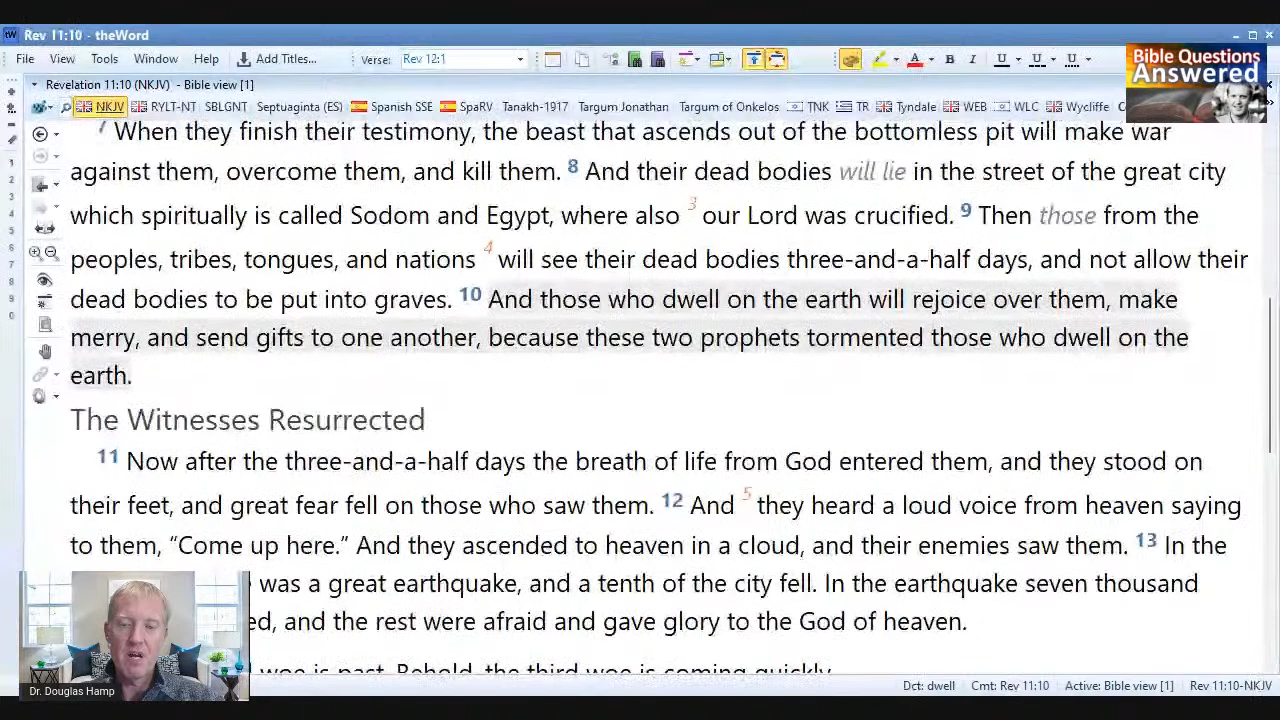 Rev 11:10 - theWord
File View Tools Window Help Add Titles... Verse: Rev 12:1
Bible Questions
Answered
Revelation 11:10 (NKJV) - Bible view [1]
NKJV RYLT-NT SBLGNT Septuaginta (ES) Spanish SSE SpaRV Tanakh-1917 Targum Jonathan Targum of Onkelos TNK TR Tyndale WEB WLC Wycliffe
7 When they finish their testimony, the beast that ascends out of the bottomless pit will make war
against them, overcome them, and kill them. 8 And their dead bodies will lie in the street of the great city
which spiritually is called Sodom and Egypt, where also 3 our Lord was crucified. 9 Then those from the
peoples, tribes, tongues, and nations 4 will see their dead bodies three-and-a-half days, and not allow their
dead bodies to be put into graves. 10 And those who dwell on the earth will rejoice over them, make
merry, and send gifts to one another, because these two prophets tormented those who dwell on the
earth.
The Witnesses Resurrected
11 Now after the three-and-a-half days the breath of life from God entered them, and they stood on
their feet, and great fear fell on those who saw them. 12 And 5 they heard a loud voice from heaven saying
to them, “Come up here.” And they ascended to heaven in a cloud, and their enemies saw them. 13 In the
was a great earthquake, and a tenth of the city fell. In the earthquake seven thousand
ed, and the rest were afraid and gave glory to the God of heaven.
woe is past. Behold, the third woe is coming quickly.
Dr. Douglas Hamp
Dct: dwell Cmt: Rev 11:10 Active: Bible view [1] Rev 11:10-NKJV